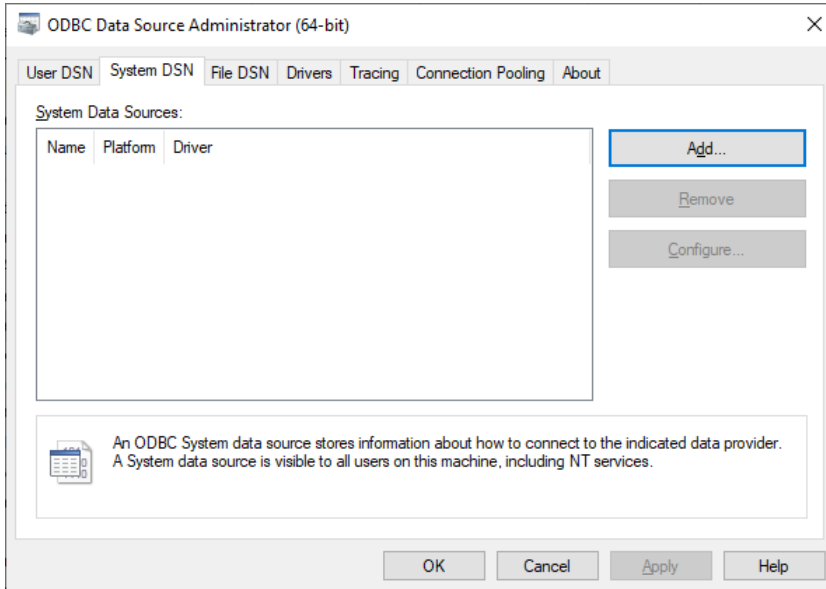 ODBC Data Source Administrator (64-bit)
User DSN System DSN File DSN Drivers Tracing Connection Pooling About
System Data Sources:
Name Platform Driver
Add...
Remove
Configure...
An ODBC System data source stores information about how to connect to the indicated data provider.
A System data source is visible to all users on this machine, including NT services.
OK Cancel Apply Help